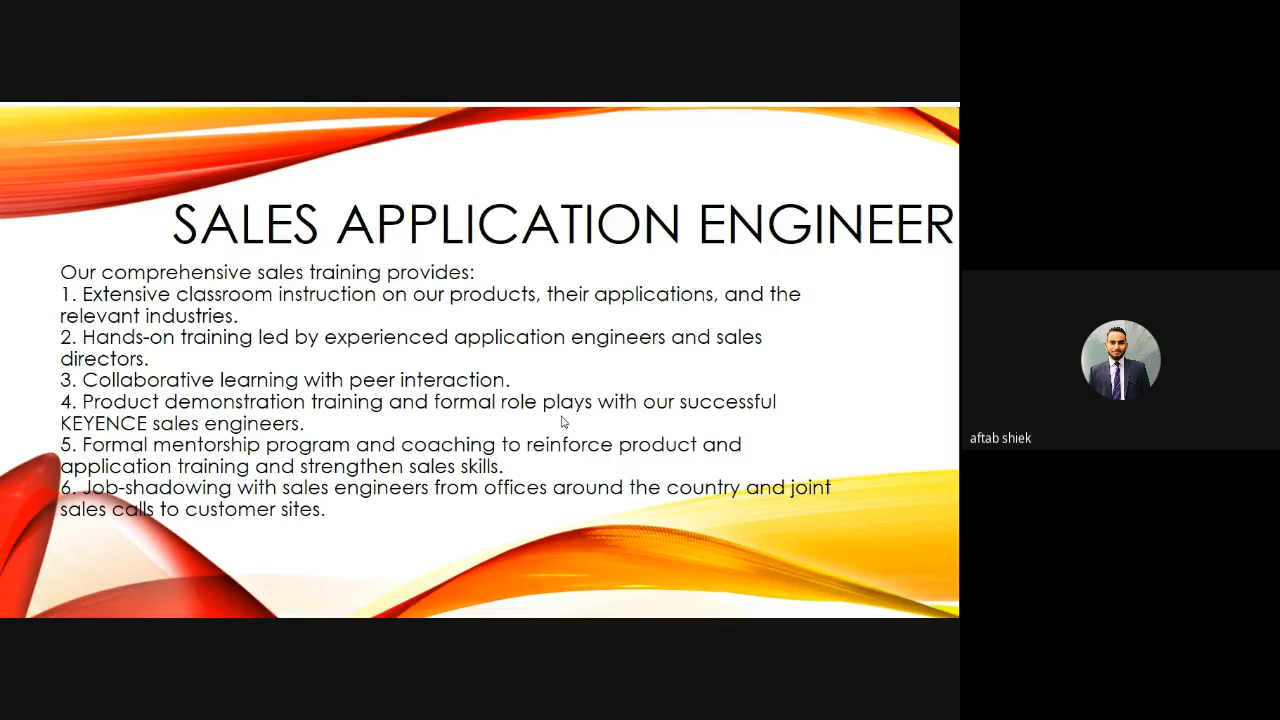 SALES APPLICATION ENGINEER
Our comprehensive sales training provides:
1. Extensive classroom instruction on our products, their applications, and the
relevant industries.
2. Hands-on training led by experienced application engineers and sales
directors.
3. Collaborative learning with peer interaction.
4. Product demonstration training and formal role plays with our successful
KEYENCE sales engineers.
5. Formal mentorship program and coaching to reinforce product and
application training and strengthen sales skills.
6. Job-shadowing with sales engineers from offices around the country and joint
sales calls to customer sites.
aftab shiek